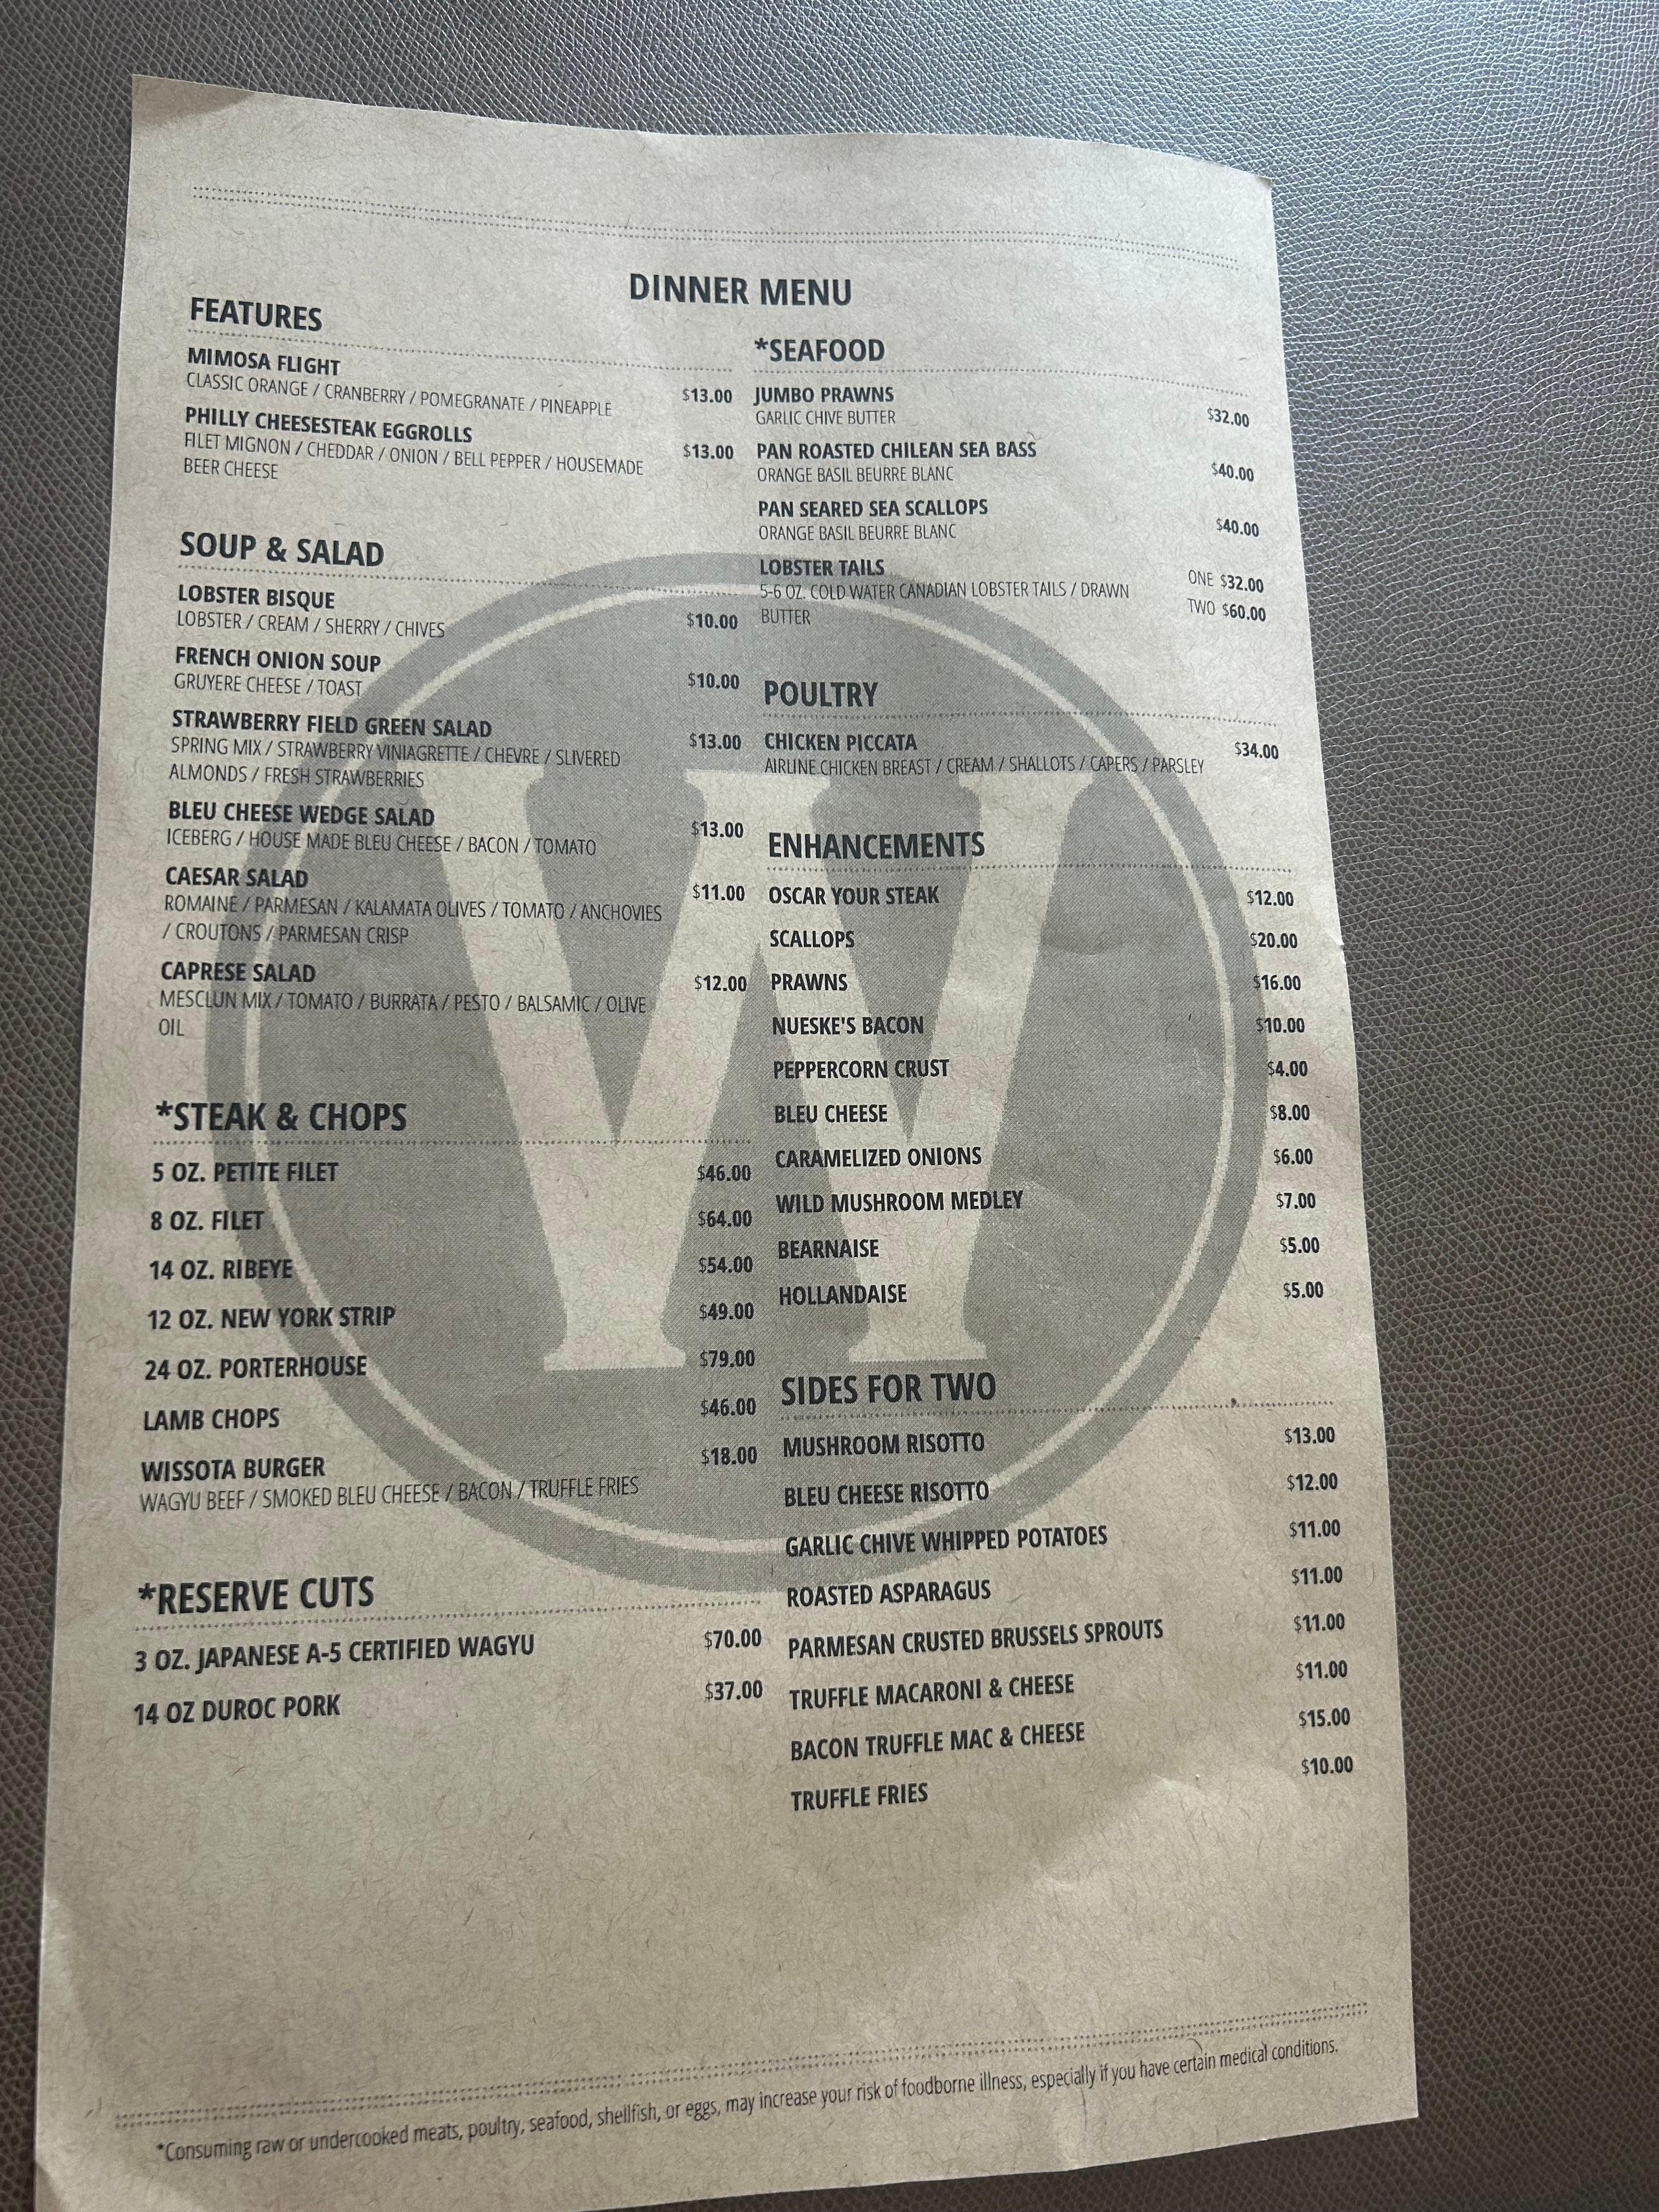 DINNER MENU
FEATURES
MIMOSA FLIGHT $13.00
CLASSIC ORANGE / CRANBERRY / POMEGRANATE / PINEAPPLE
PHILLY CHEESESTEAK EGGROLLS $13.00
FILET MIGNON / CHEDDAR / ONION / BELL PEPPER / HOUSEMADE
BEER CHEESE
SOUP & SALAD
LOBSTER BISQUE $10.00
LOBSTER / CREAM / SHERRY / CHIVES
FRENCH ONION SOUP $10.00
GRUYERE CHEESE / TOAST
STRAWBERRY FIELD GREEN SALAD $13.00
SPRING MIX / STRAWBERRY VINIAGRETTE / CHEVRE / SLIVERED
ALMONDS / FRESH STRAWBERRIES
BLEU CHEESE WEDGE SALAD $13.00
ICEBERG / HOUSE MADE BLEU CHEESE / BACON / TOMATO
CAESAR SALAD $11.00
ROMAINE / PARMESAN / KALAMATA OLIVES / TOMATO / ANCHOVIES
/ CROUTONS / PARMESAN CRISP
CAPRESE SALAD $12.00
MESCLUN MIX / TOMATO / BURRATA / PESTO / BALSAMIC / OLIVE
OIL
*STEAK & CHOPS
5 OZ. PETITE FILET $46.00
8 OZ. FILET $64.00
14 OZ. RIBEYE $54.00
12 OZ. NEW YORK STRIP $49.00
24 OZ. PORTERHOUSE $79.00
LAMB CHOPS $46.00
WISSOTA BURGER $18.00
WAGYU BEEF / SMOKED BLEU CHEESE / BACON / TRUFFLE FRIES
*RESERVE CUTS
3 OZ. JAPANESE A-5 CERTIFIED WAGYU $70.00
14 OZ DUROC PORK $37.00
*SEAFOOD
JUMBO PRAWNS $32.00
GARLIC CHIVE BUTTER
PAN ROASTED CHILEAN SEA BASS $40.00
ORANGE BASIL BEURRE BLANC
PAN SEARED SEA SCALLOPS $40.00
ORANGE BASIL BEURRE BLANC
LOBSTER TAILS ONE $32.00
5-6 OZ. COLD WATER CANADIAN LOBSTER TAILS / DRAWN
BUTTER TWO $60.00
POULTRY
CHICKEN PICCATA $34.00
AIRLINE CHICKEN BREAST / CREAM / SHALLOTS / CAPERS / PARSLEY
ENHANCEMENTS
OSCAR YOUR STEAK $12.00
SCALLOPS $20.00
PRAWNS $16.00
NUESKE'S BACON $10.00
PEPPERCORN CRUST $4.00
BLEU CHEESE $8.00
CARAMELIZED ONIONS $6.00
WILD MUSHROOM MEDLEY $7.00
BEARNAISE $5.00
HOLLANDAISE $5.00
SIDES FOR TWO
MUSHROOM RISOTTO $13.00
BLEU CHEESE RISOTTO $12.00
GARLIC CHIVE WHIPPED POTATOES $11.00
ROASTED ASPARAGUS $11.00
PARMESAN CRUSTED BRUSSELS SPROUTS $11.00
TRUFFLE MACARONI & CHEESE $11.00
BACON TRUFFLE MAC & CHEESE $15.00
TRUFFLE FRIES $10.00
W
*Consuming raw or undercooked meats, poultry, seafood, shellfish, or eggs, may increase your risk of foodborne illness, especially if you have certain medical conditions.